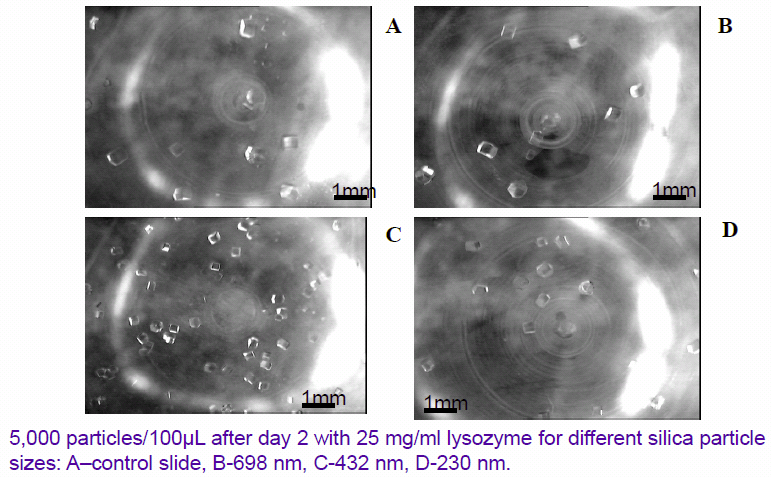 A
B
1mm
1mm
C
D
1mm
1mm
5,000 particles/100µL after day 2 with 25 mg/ml lysozyme for different silica particle
sizes: A–control slide, B-698 nm, C-432 nm, D-230 nm.